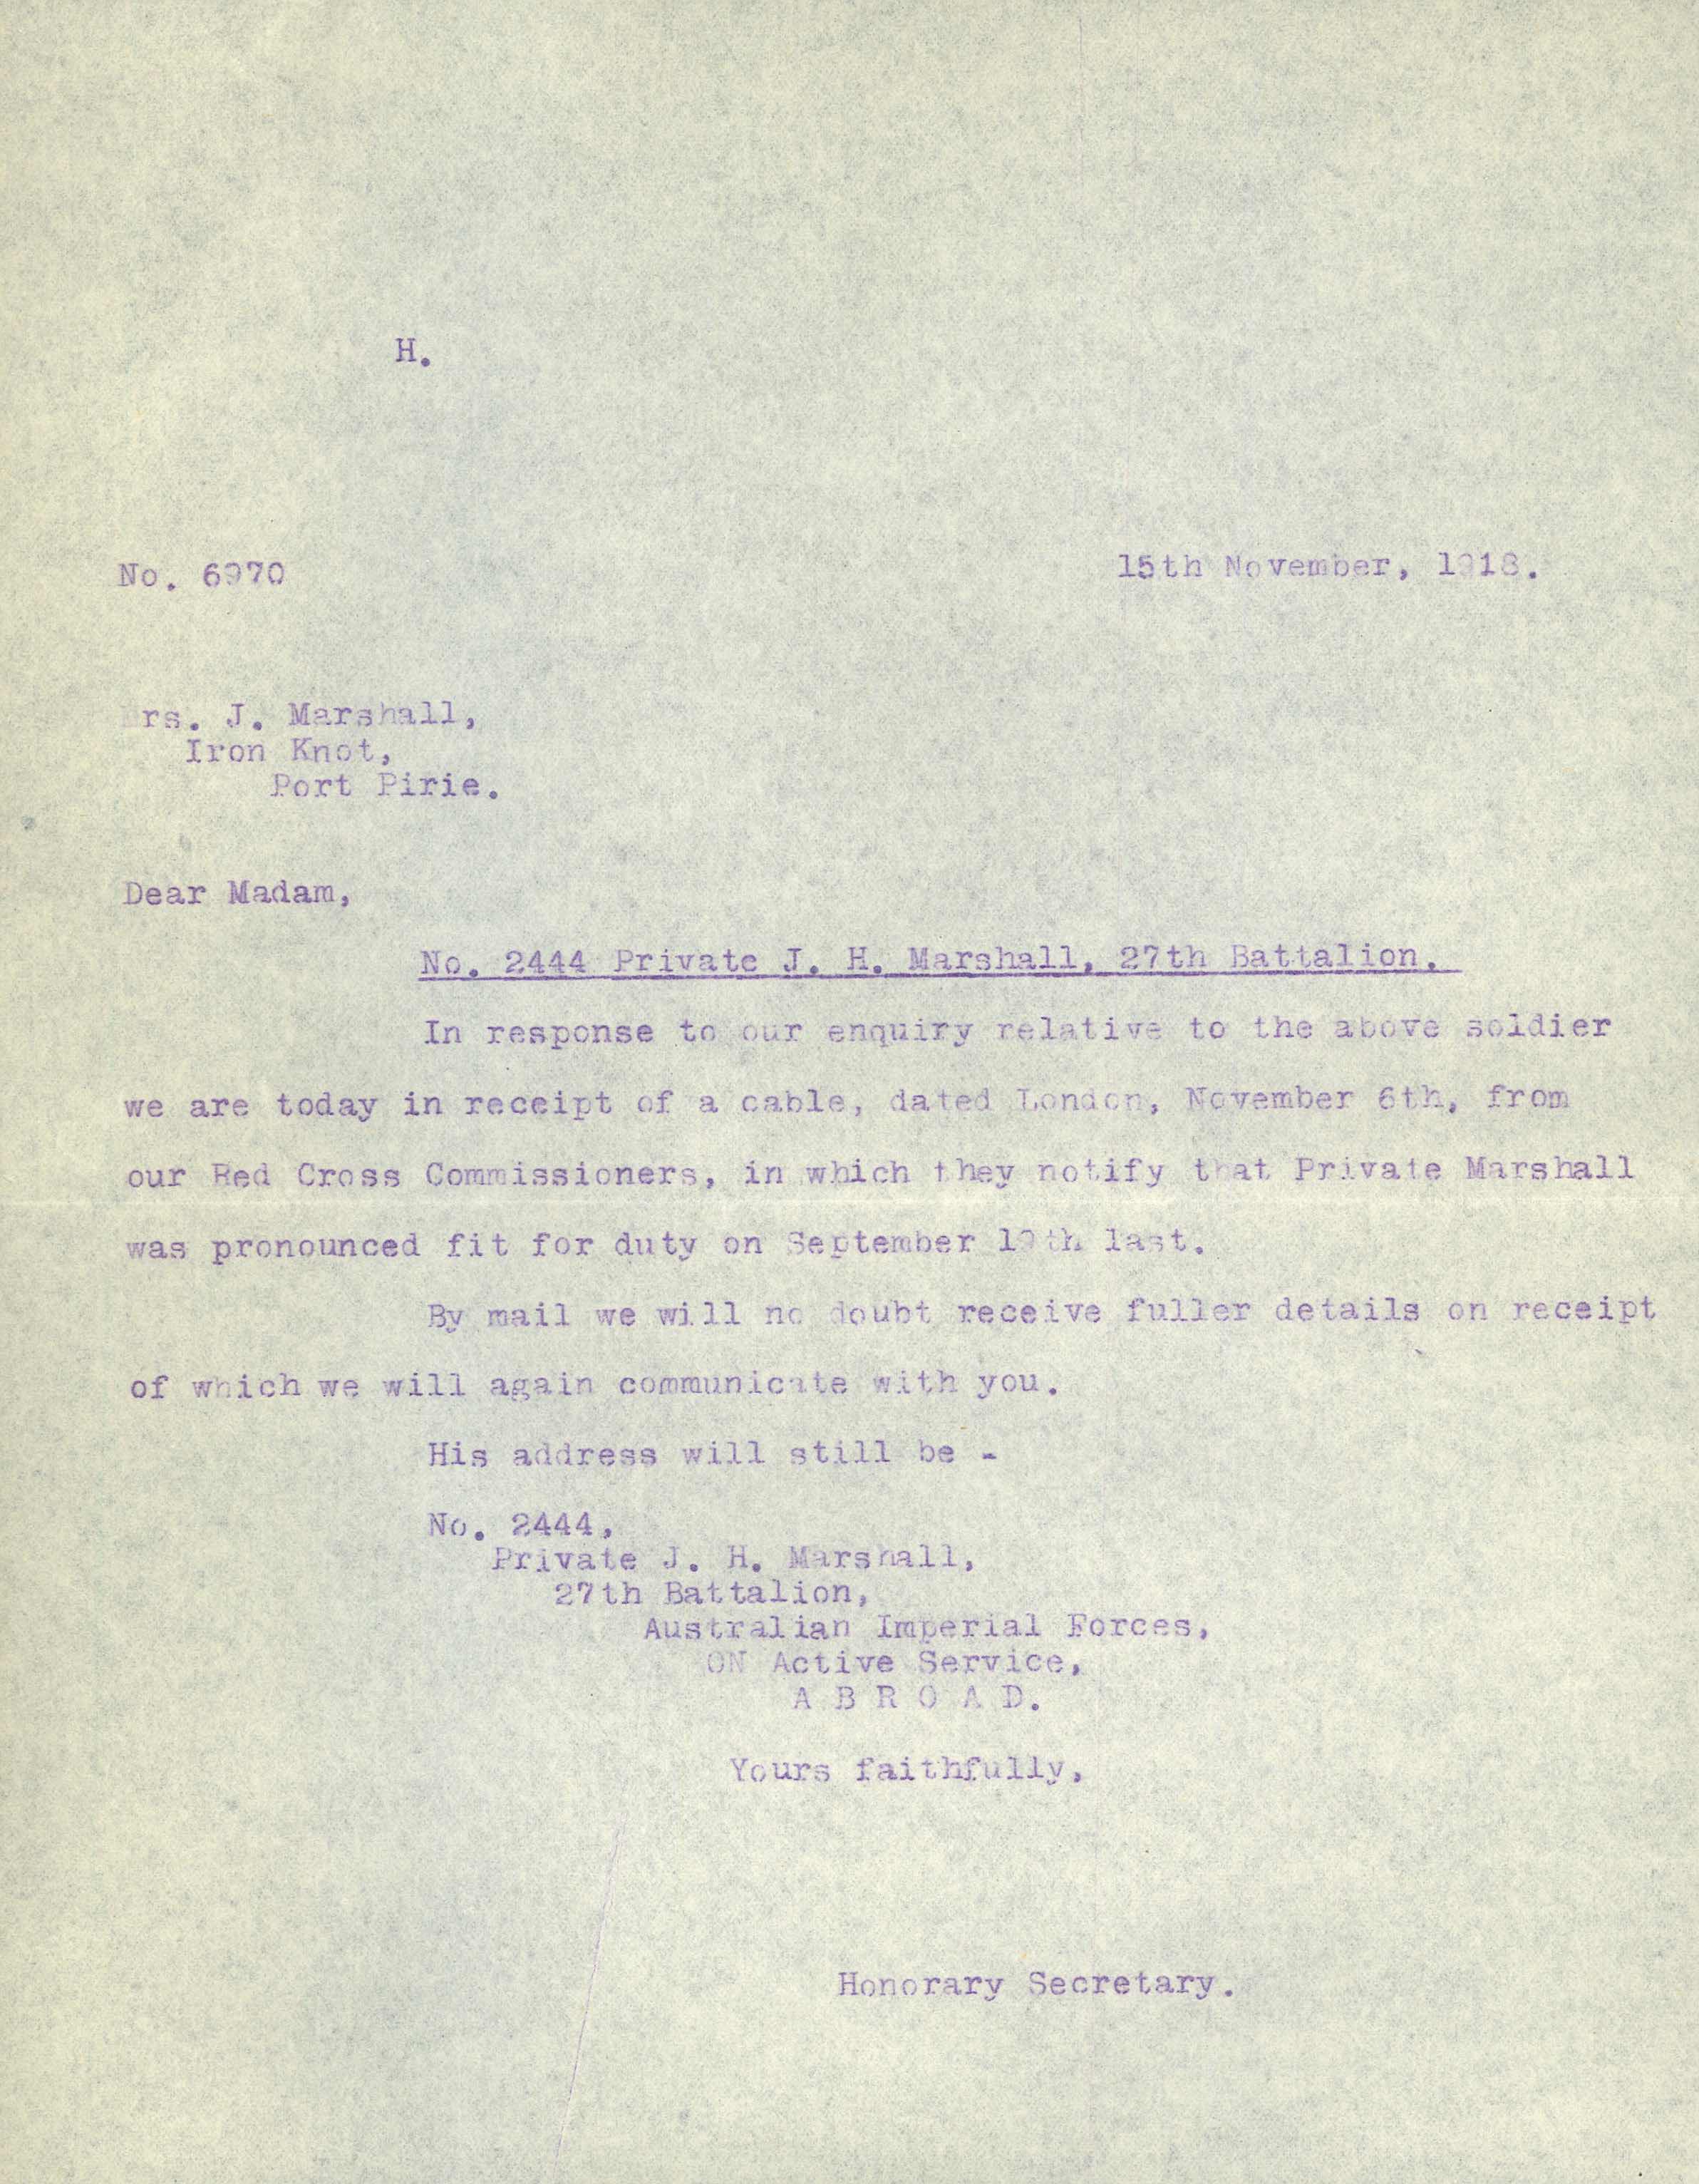 H.
No. 6970
15th November, 1918.
Mrs. J. Marshall,
Iron Knot,
Port Pirie.
Dear Madam,
No. 2444 Private J. H. Marshall, 27th Battalion.
In response to our enquiry relative to the above soldier
we are today in receipt of a cable, dated London, November 6th, from
our Red Cross Commissioners, in which they notify that Private Marshall
was pronounced fit for duty on September 19th last.
By mail we will no doubt receive fuller details on receipt
of which we will again communicate with you.
His address will still be -
No. 2444,
Private J. H. Marshall,
27th Battalion,
Australian Imperial Forces,
ON Active Service,
A B R O A D.
Yours faithfully,
Honorary Secretary.